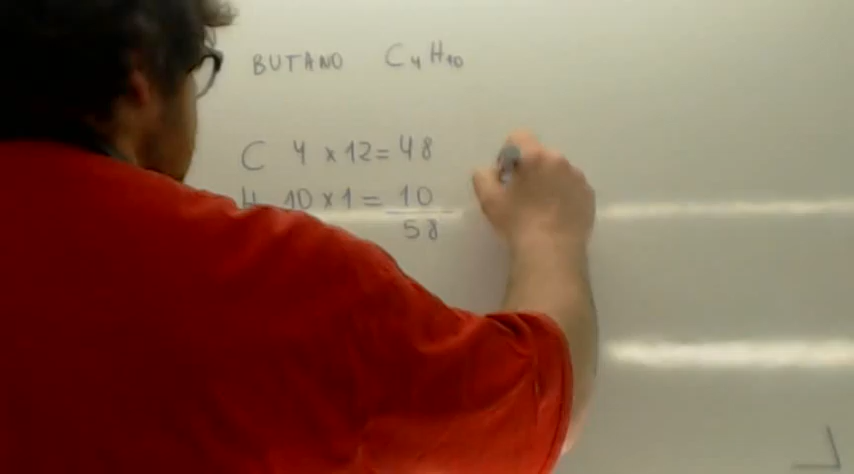 BUTANO C₄H₁₀
C 4 × 12 = 48
H 10 × 1 = 10
58